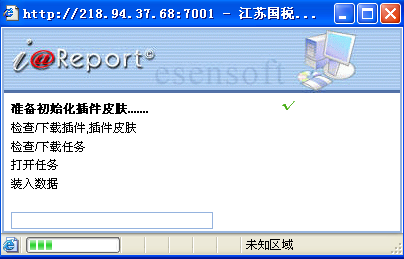 http://218.94.37.68:7001 - 江苏国税...
i@Report©
esensoft
准备初始化插件皮肤.......
检查/下载插件,插件皮肤
检查/下载任务
打开任务
装入数据
未知区域